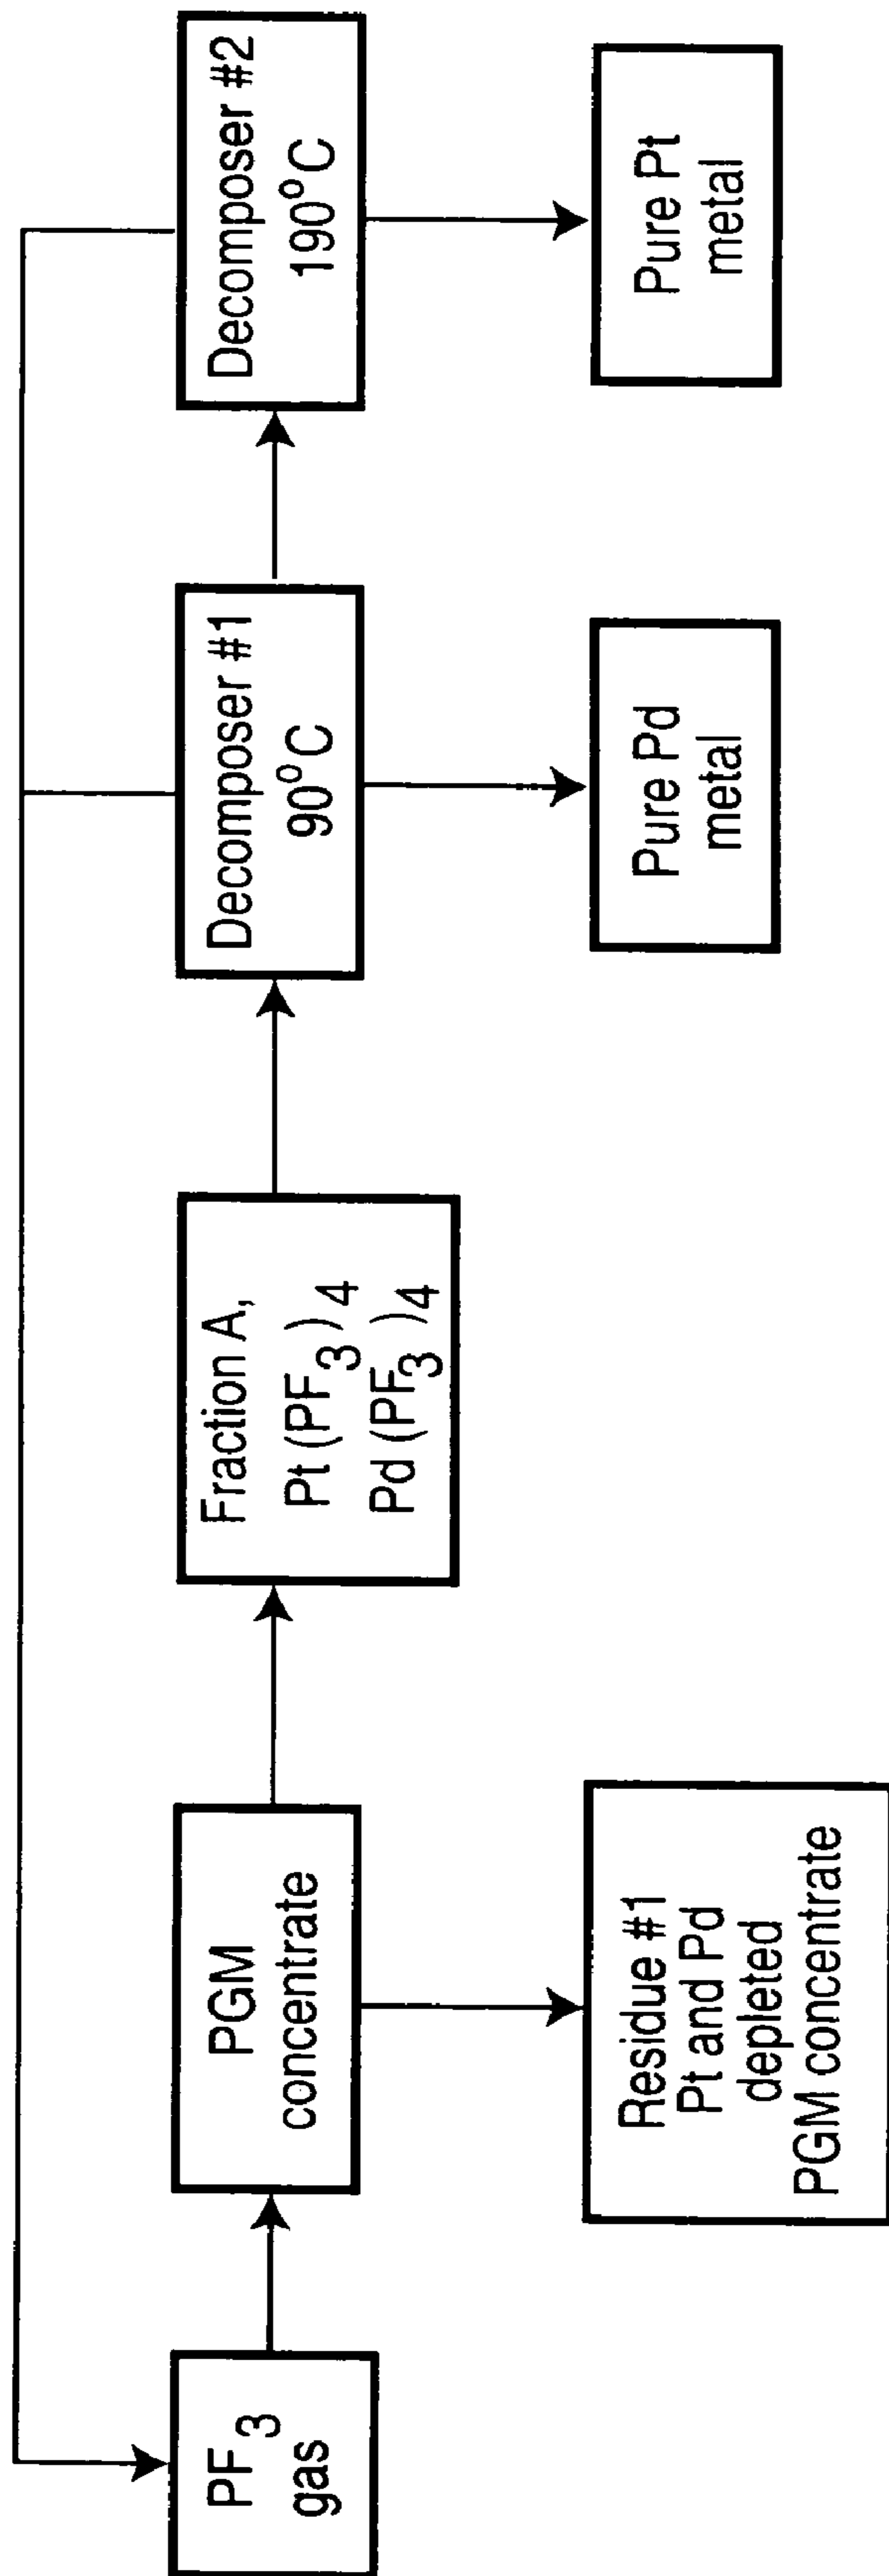 PF3
gas
PGM
concentrate
Residue #1
Pt and Pd
depleted
PGM concentrate
Fraction A,
Pt (PF3)4
Pd (PF3)4
Decomposer #1
90°C
Pure Pd
metal
Decomposer #2
190°C
Pure Pt
metal